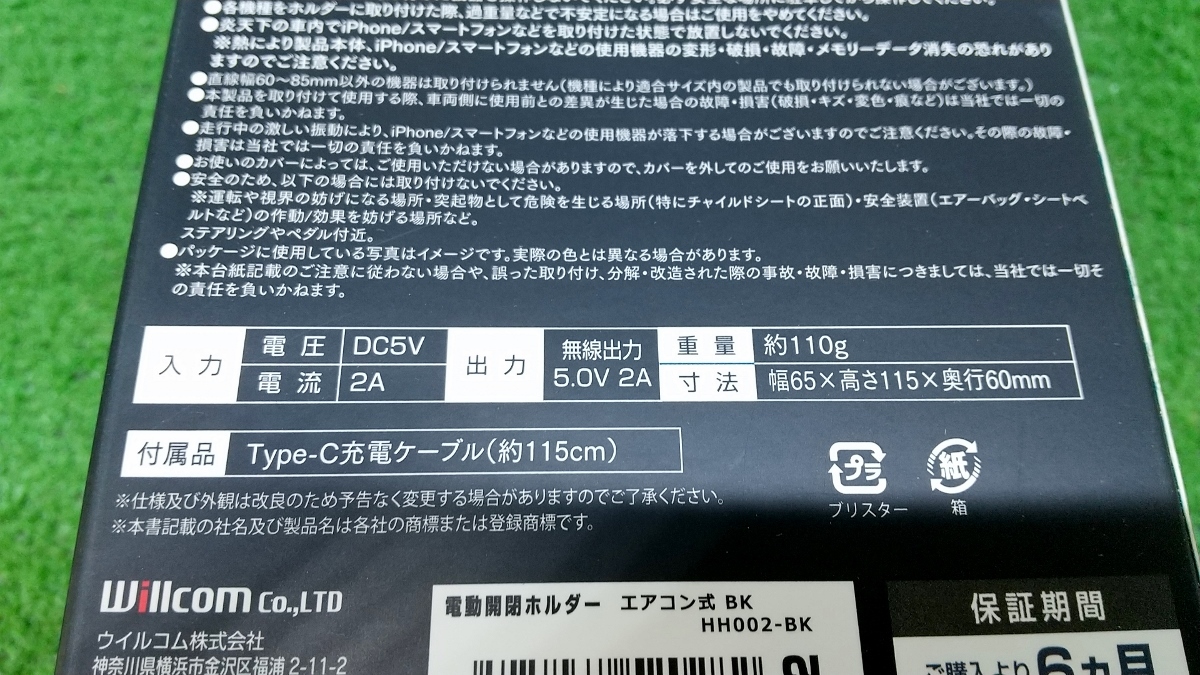 ●各機種をホルダーに取り付けた際、過重量などで不安定になる場合はご使用をやめてください。
●炎天下の車内でiPhone/スマートフォンなどを取り付けた状態で放置しないでください。
※熱により製品本体、iPhone/スマートフォンなどの使用機器の変形・破損・故障・メモリーデータ消失の恐れがあり
ますのでご注意ください。
●直線幅60〜85mm以外の機器は取り付けられません(機種により適合サイズ内の製品でも取り付けられない場合がございます。)
●本製品を取り付けて使用する際、車両側に使用前との差異が生じた場合の故障・損害(破損・キズ・変色・痕など)は当社では一切の
責任を負いかねます。
●走行中の激しい振動により、iPhone/スマートフォンなどの使用機器が落下する場合がございますのでご注意ください。その際の故障・
損害は当社では一切の責任を負いかねます。
●お使いのカバーによっては、ご使用いただけない場合がありますので、カバーを外してのご使用をお願いいたします。
●安全のため、以下の場合には取り付けないでください。
※運転や視界の妨げになる場所・突起物として危険を生じる場所(特にチャイルドシートの正面)・安全装置(エアーバッグ・シートベ
ルトなど)の作動/効果を妨げる場所など。
ステアリングやペダル付近。
●パッケージに使用している写真はイメージです。実際の色とは異なる場合があります。
※本台紙記載のご注意に従わない場合や、誤った取り付け、分解・改造された際の事故・故障・損害につきましては、当社では一切そ
の責任を負いかねます。
入力 電圧 DC5V 出力 無線出力 重量 約110g
電流 2A 5.0V 2A 寸法 幅65×高さ115×奥行60mm
付属品 Type-C充電ケーブル(約115cm)
プラ 紙
ブリスター 箱
※仕様及び外観は改良のため予告なく変更する場合がありますのでご了承ください。
※本書記載の社名及び製品名は各社の商標または登録商標です。
Willcom Co.,LTD
ウイルコム株式会社
神奈川県横浜市金沢区福浦 2-11-2
電動開閉ホルダー エアコン式 BK
HH002-BK
保証期間
ご購入より6ヵ月